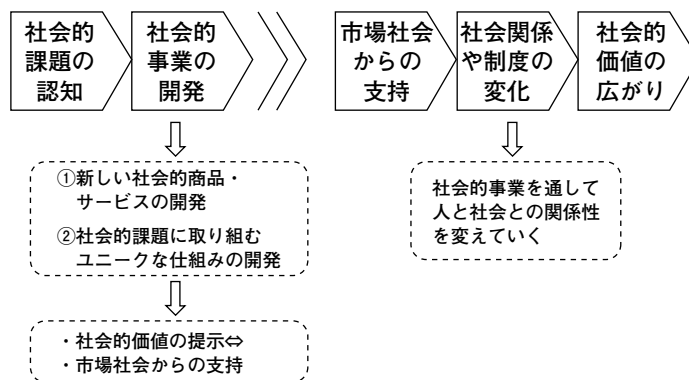 社会的
課題の
認知
社会的
事業の
開発
市場社会
からの
支持
社会関係
や制度の
変化
社会的
価値の
広がり
①新しい社会的商品・
サービスの開発
②社会的課題に取り組む
ユニークな仕組みの開発
社会的事業を通して
人と社会との関係性
を変えていく
・社会的価値の提示⇔
・市場社会からの支持